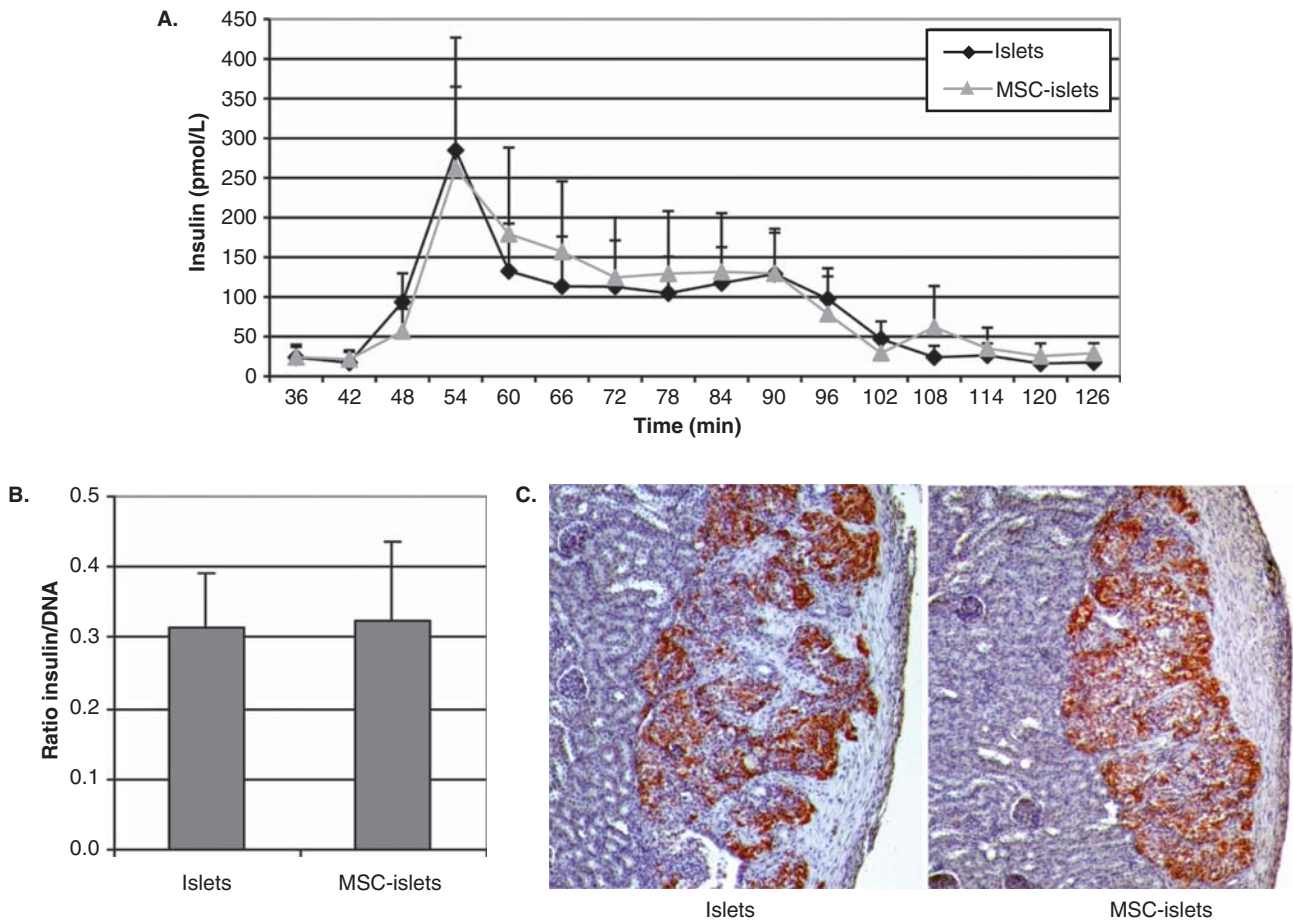 A.
450
400
350
300
250
200
150
100
50
0
Insulin (pmol/L)
Islets
MSC-islets
36 42 48 54 60 66 72 78 84 90 96 102 108 114 120 126
Time (min)
B.
0.5
0.4
0.3
0.2
0.1
0.0
Ratio insulin/DNA
Islets MSC-islets
C.
Islets MSC-islets